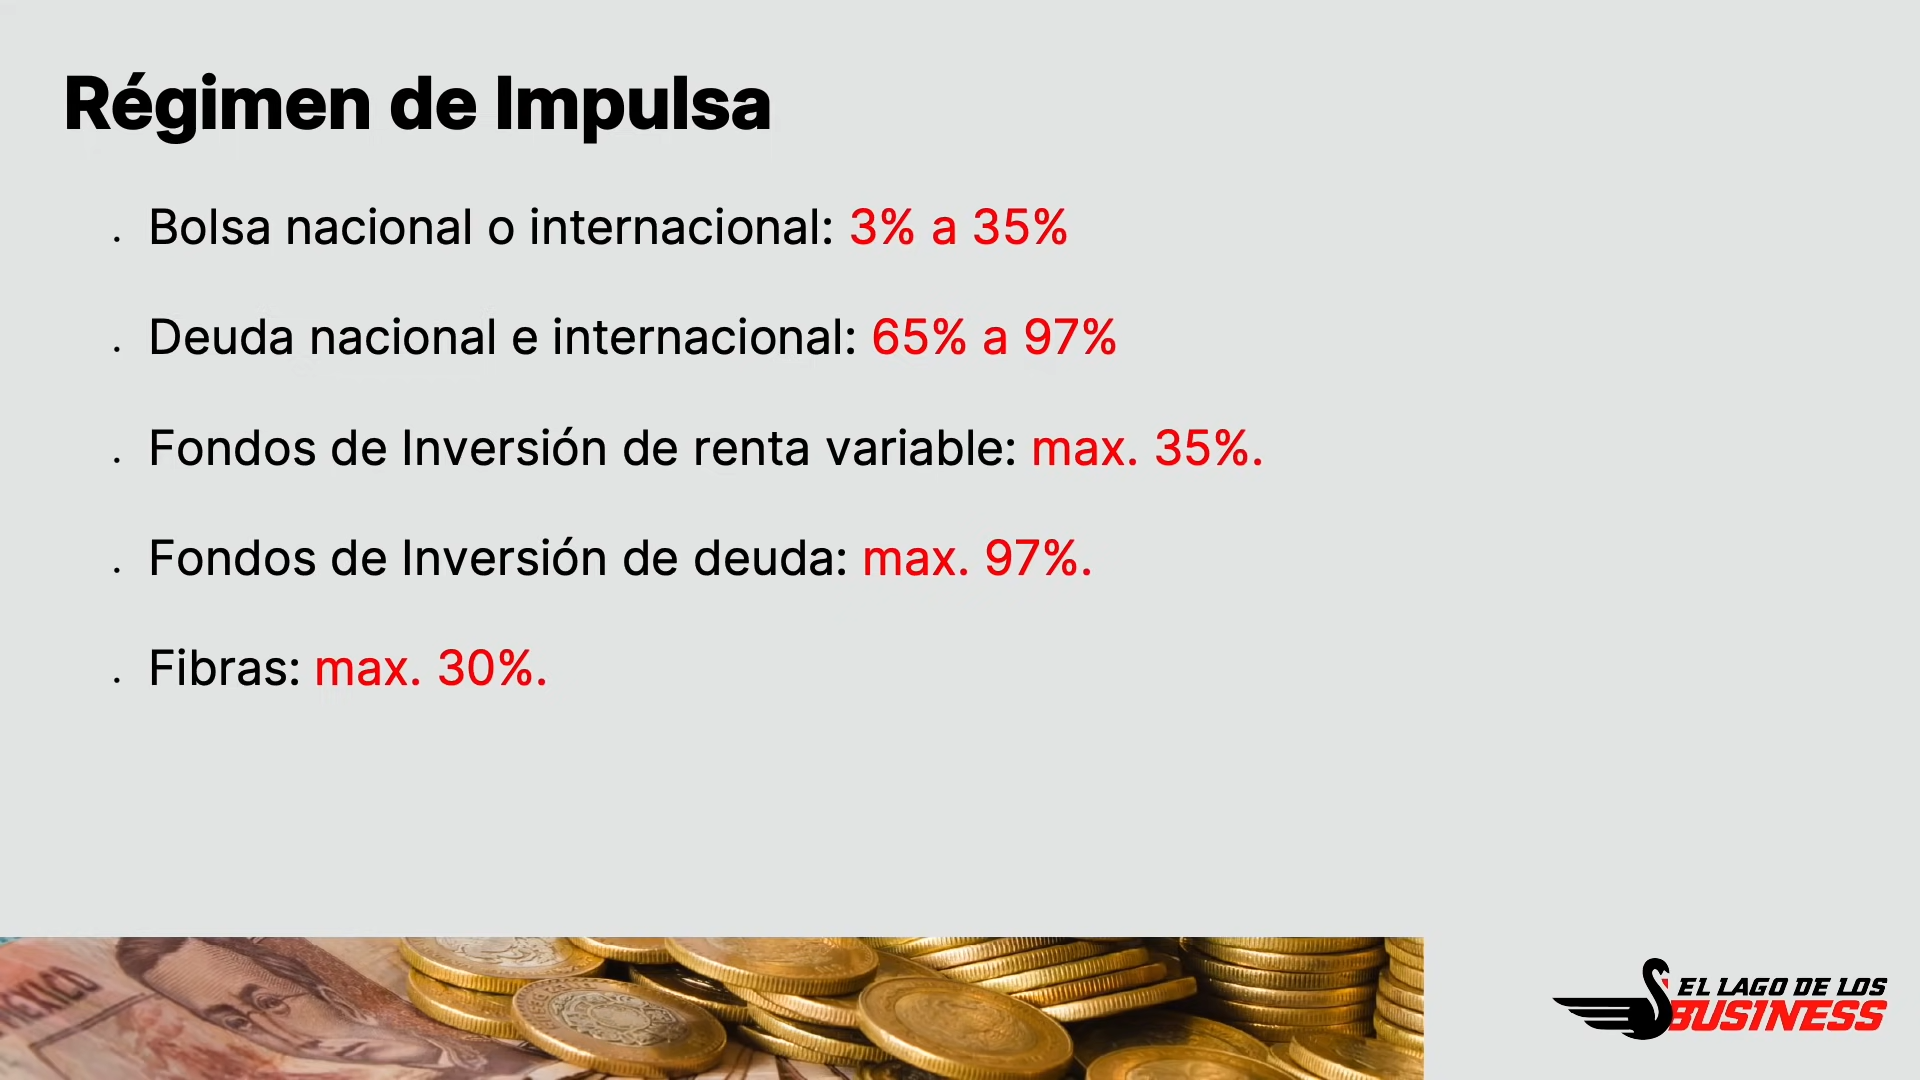 Régimen de Impulsa
. Bolsa nacional o internacional: 3% a 35%
. Deuda nacional e internacional: 65% a 97%
. Fondos de Inversión de renta variable: max. 35%.
. Fondos de Inversión de deuda: max. 97%.
. Fibras: max. 30%.
MÉXICO
EL LAGO DE LOS
BUSINESS